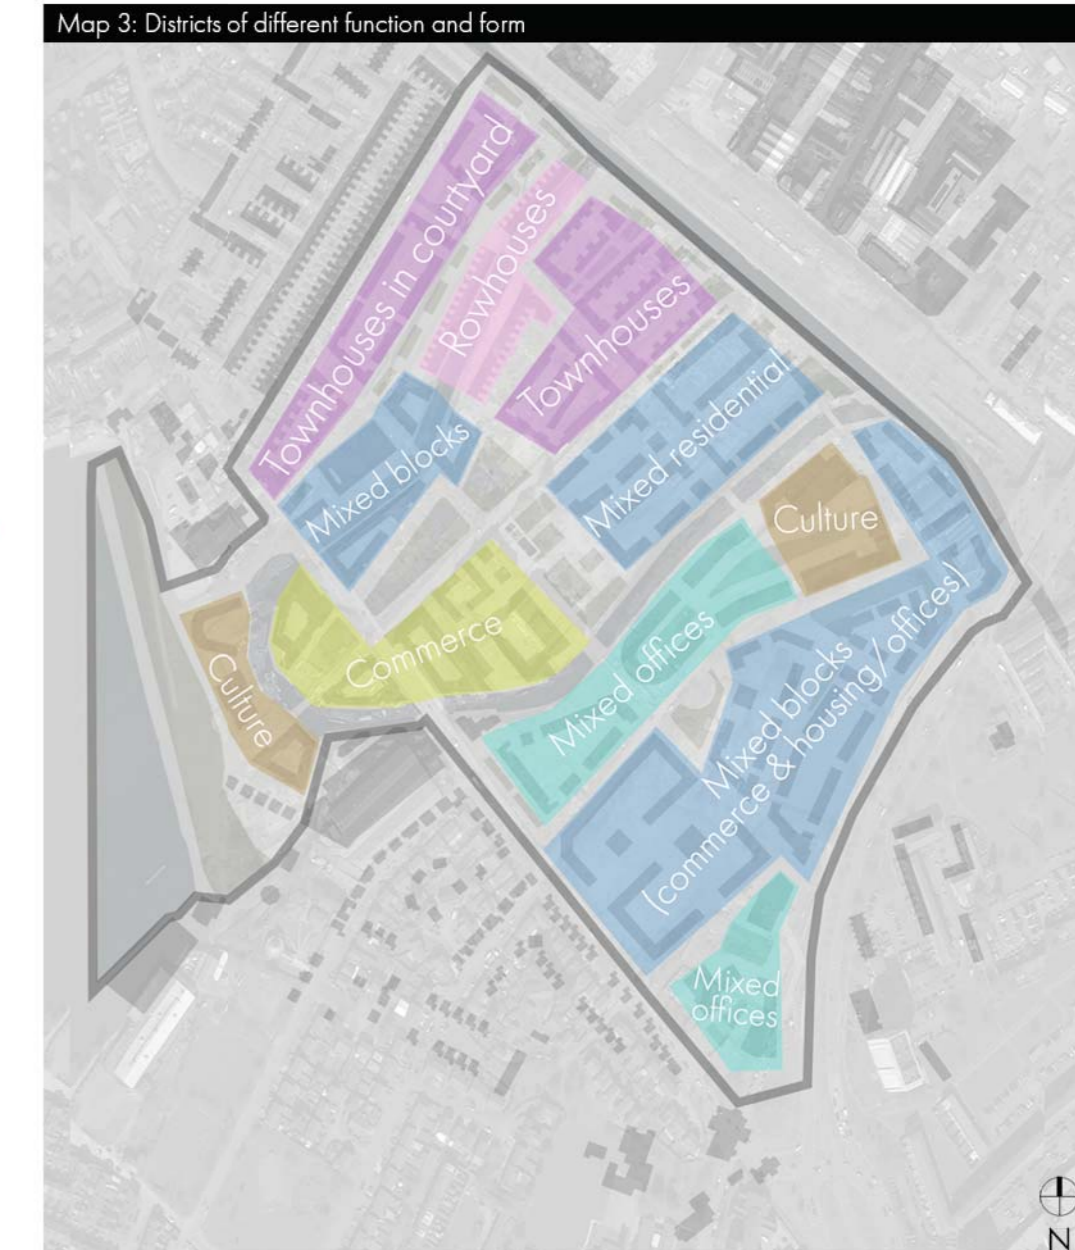 Map 3: Districts of different function and form
Townhouses in courtyard
Rowhouses
Townhouses
Mixed blocks
Mixed residential
Culture
Commerce
Mixed offices
Culture
Mixed blocks
(commerce & housing/offices)
Mixed
offices
N